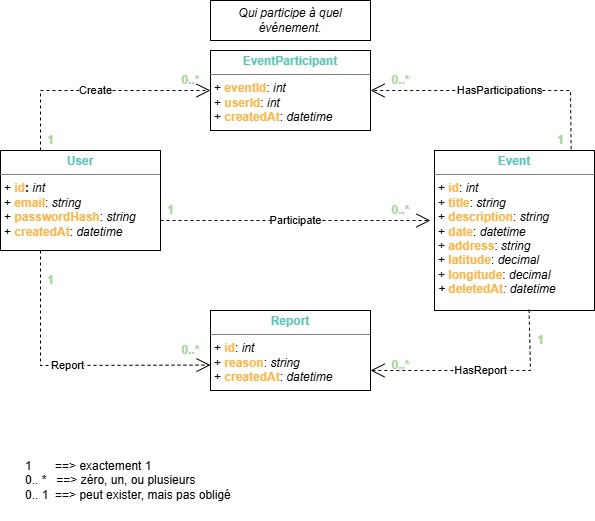 Qui participe à quel
événement.
EventParticipant
+ eventId: int
+ userId: int
+ createdAt: datetime
0..*
0..*
Create
HasParticipations
1
1
User
+ id: int
+ email: string
+ passwordHash: string
+ createdAt: datetime
Event
+ id: int
+ title: string
+ description: string
+ date: datetime
+ address: string
+ latitude: decimal
+ longitude: decimal
+ deletedAt: datetime
1
0..*
Participate
1
1
Report
+ id: int
+ reason: string
+ createdAt: datetime
0..*
0..*
Report
HasReport
1 ==> exactement 1
0.. * ==> zéro, un, ou plusieurs
0.. 1 ==> peut exister, mais pas obligé